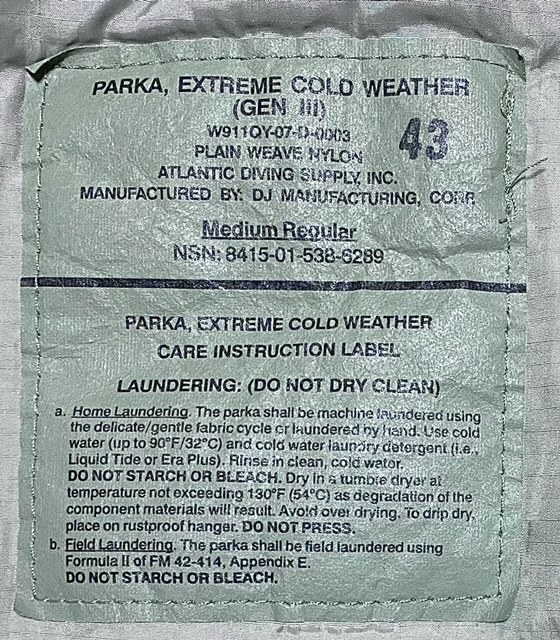 PARKA, EXTREME COLD WEATHER
(GEN III)
W911QY-07-D-0003
43
PLAIN WEAVE NYLON
ATLANTIC DIVING SUPPLY, INC.
MANUFACTURED BY: DJ MANUFACTURING, CORP.
Medium Regular
NSN: 8415-01-538-6289
PARKA, EXTREME COLD WEATHER
CARE INSTRUCTION LABEL
LAUNDERING: (DO NOT DRY CLEAN)
a. Home Laundering. The parka shall be machine laundered using
the delicate/gentle fabric cycle or laundered by hand. Use cold
water (up to 90°F/32°C) and cold water laundry detergent (i.e.,
Liquid Tide or Era Plus). Rinse in clean, cold water.
DO NOT STARCH OR BLEACH. Dry in a tumble dryer at
temperature not exceeding 130°F (54°C) as degradation of the
component materials will result. Avoid over drying. To drip dry,
place on rustproof hanger. DO NOT PRESS.
b. Field Laundering. The parka shall be field laundered using
Formula II of FM 42-414, Appendix E.
DO NOT STARCH OR BLEACH.